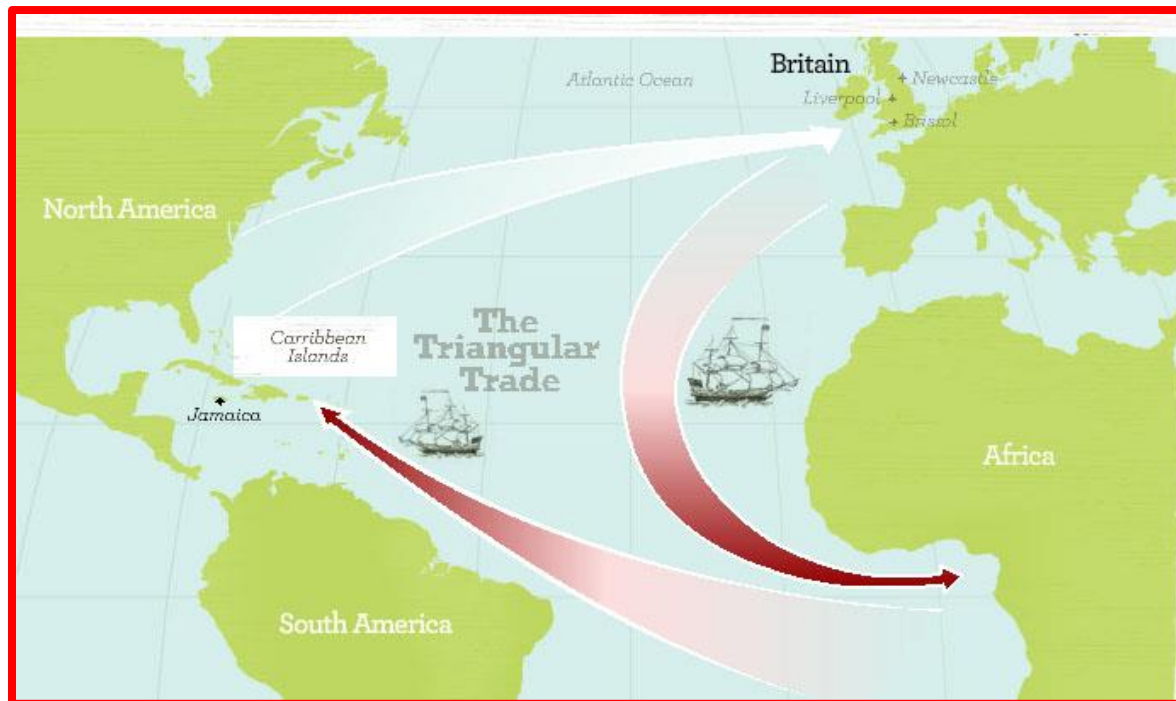 Britain
Atlantic Ocean
+ Newcastle
Liverpool +
+ Bristol
North America
The
Triangular
Trade
Carribbean
Islands
Jamaica
Africa
South America